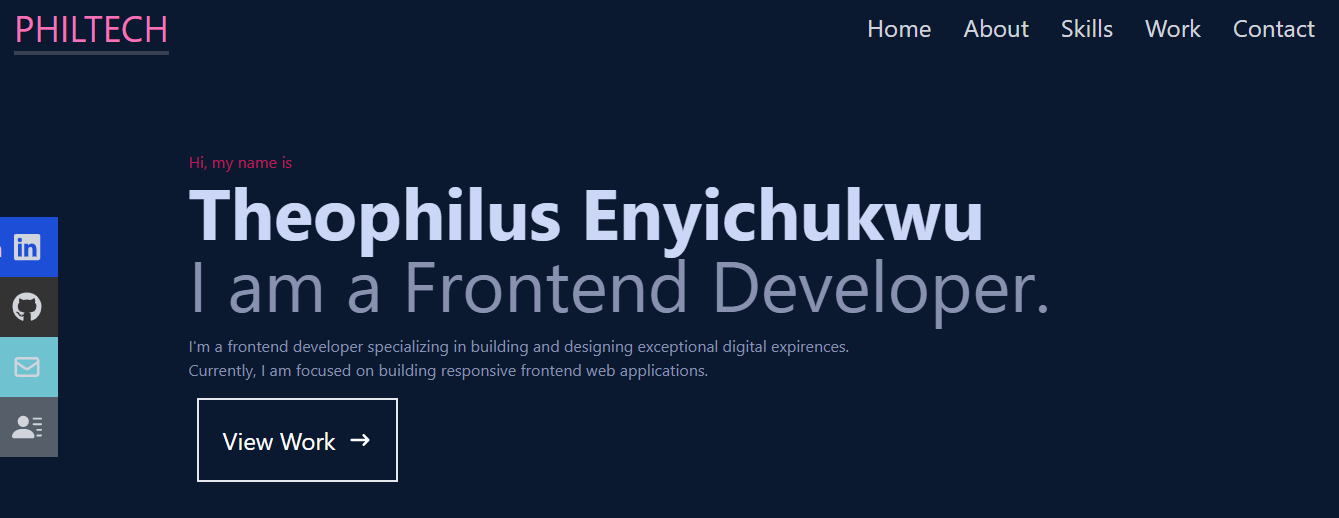 PHILTECH
Home About Skills Work Contact
Hi, my name is
Theophilus Enyichukwu
I am a Frontend Developer.
I'm a frontend developer specializing in building and designing exceptional digital expirences.
Currently, I am focused on building responsive frontend web applications.
in
View Work →